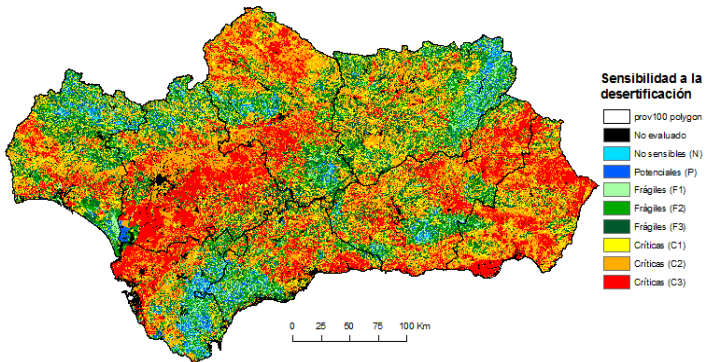 Sensibilidad a la
desertificación
prov100 polygon
No evaluado
No sensibles (N)
Potenciales (P)
Frágiles (F1)
Frágiles (F2)
Frágiles (F3)
Críticas (C1)
Críticas (C2)
Críticas (C3)
0 25 50 75 100 Km